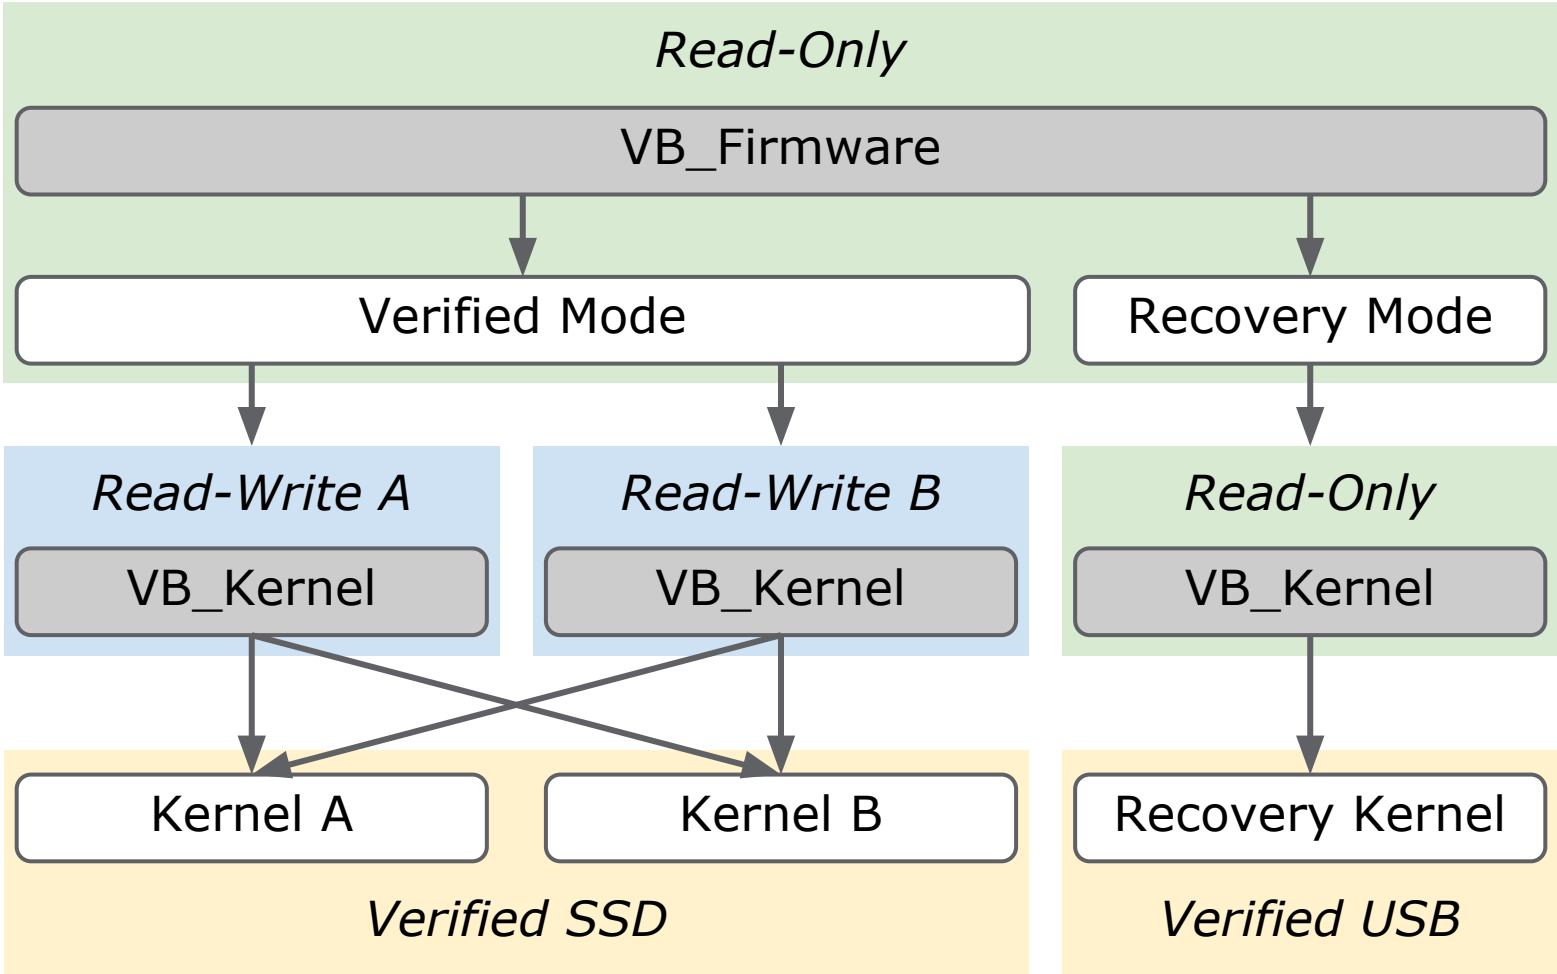 Read-Only
VB_Firmware
Verified Mode
Recovery Mode
Read-Write A
Read-Write B
Read-Only
VB_Kernel
VB_Kernel
VB_Kernel
Kernel A
Kernel B
Recovery Kernel
Verified SSD
Verified USB